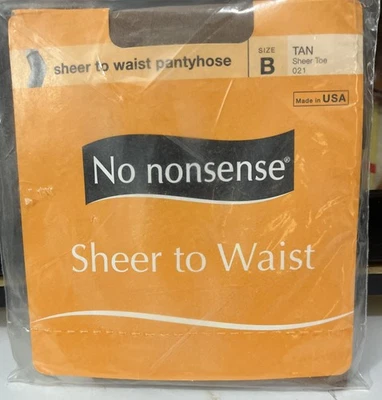 sheer to waist pantyhose
SIZE
B
TAN
Sheer Toe
021
Made in USA
No nonsense®
Sheer to Waist